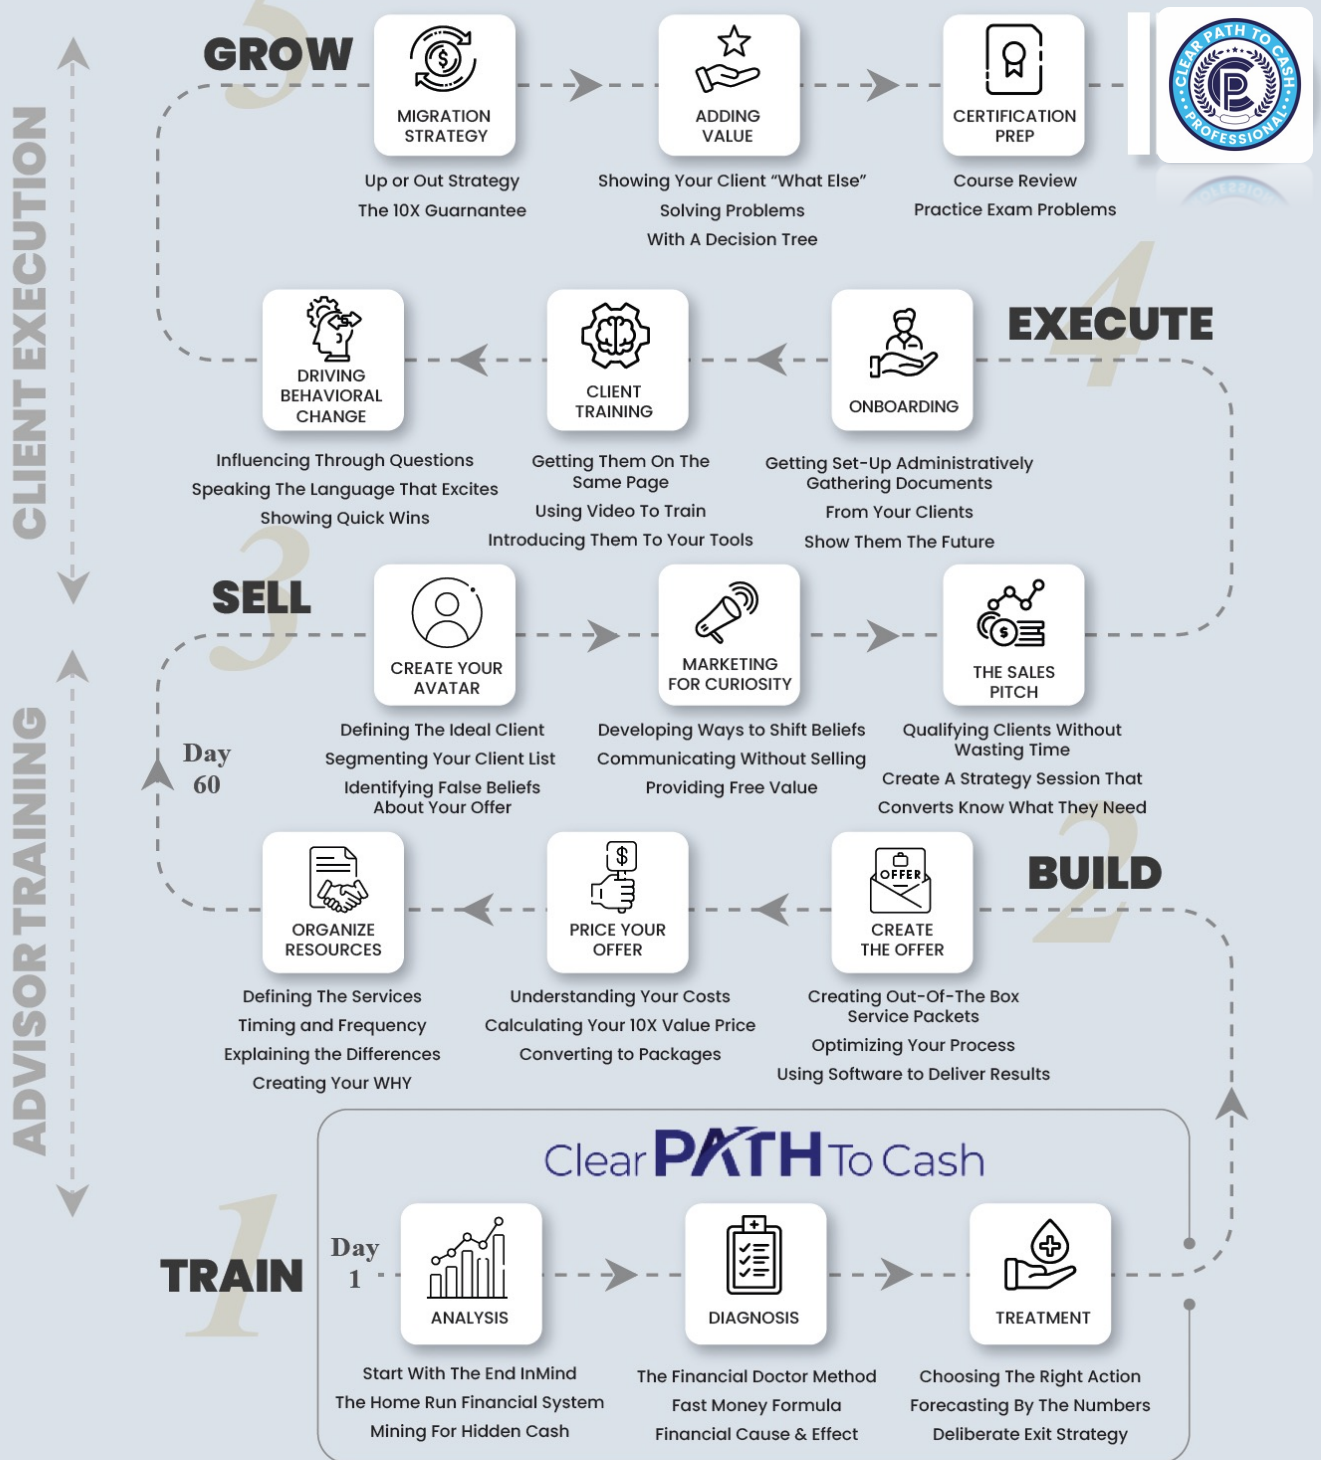 GROW
5
MIGRATION
STRATEGY
Up or Out Strategy
The 10X Guarnantee
ADDING
VALUE
Showing Your Client “What Else”
Solving Problems
With A Decision Tree
CERTIFICATION
PREP
Course Review
Practice Exam Problems
CLEAR PATH TO CASH
PROFESSIONAL
CLIENT EXECUTION
EXECUTE
4
DRIVING
BEHAVIORAL
CHANGE
Influencing Through Questions
Speaking The Language That Excites
Showing Quick Wins
CLIENT
TRAINING
Getting Them On The
Same Page
Using Video To Train
Introducing Them To Your Tools
ONBOARDING
Getting Set-Up Administratively
Gathering Documents
From Your Clients
Show Them The Future
SELL
3
CREATE YOUR
AVATAR
Defining The Ideal Client
Segmenting Your Client List
Identifying False Beliefs
About Your Offer
MARKETING
FOR CURIOSITY
Developing Ways to Shift Beliefs
Communicating Without Selling
Providing Free Value
THE SALES
PITCH
Qualifying Clients Without
Wasting Time
Create A Strategy Session That
Converts Know What They Need
Day
60
ADVISOR TRAINING
BUILD
2
ORGANIZE
RESOURCES
Defining The Services
Timing and Frequency
Explaining the Differences
Creating Your WHY
PRICE YOUR
OFFER
Understanding Your Costs
Calculating Your 10X Value Price
Converting to Packages
OFFER
CREATE
THE OFFER
Creating Out-Of-The Box
Service Packets
Optimizing Your Process
Using Software to Deliver Results
Clear PATH To Cash
TRAIN
1
Day
1
ANALYSIS
Start With The End InMind
The Home Run Financial System
Mining For Hidden Cash
DIAGNOSIS
The Financial Doctor Method
Fast Money Formula
Financial Cause & Effect
TREATMENT
Choosing The Right Action
Forecasting By The Numbers
Deliberate Exit Strategy